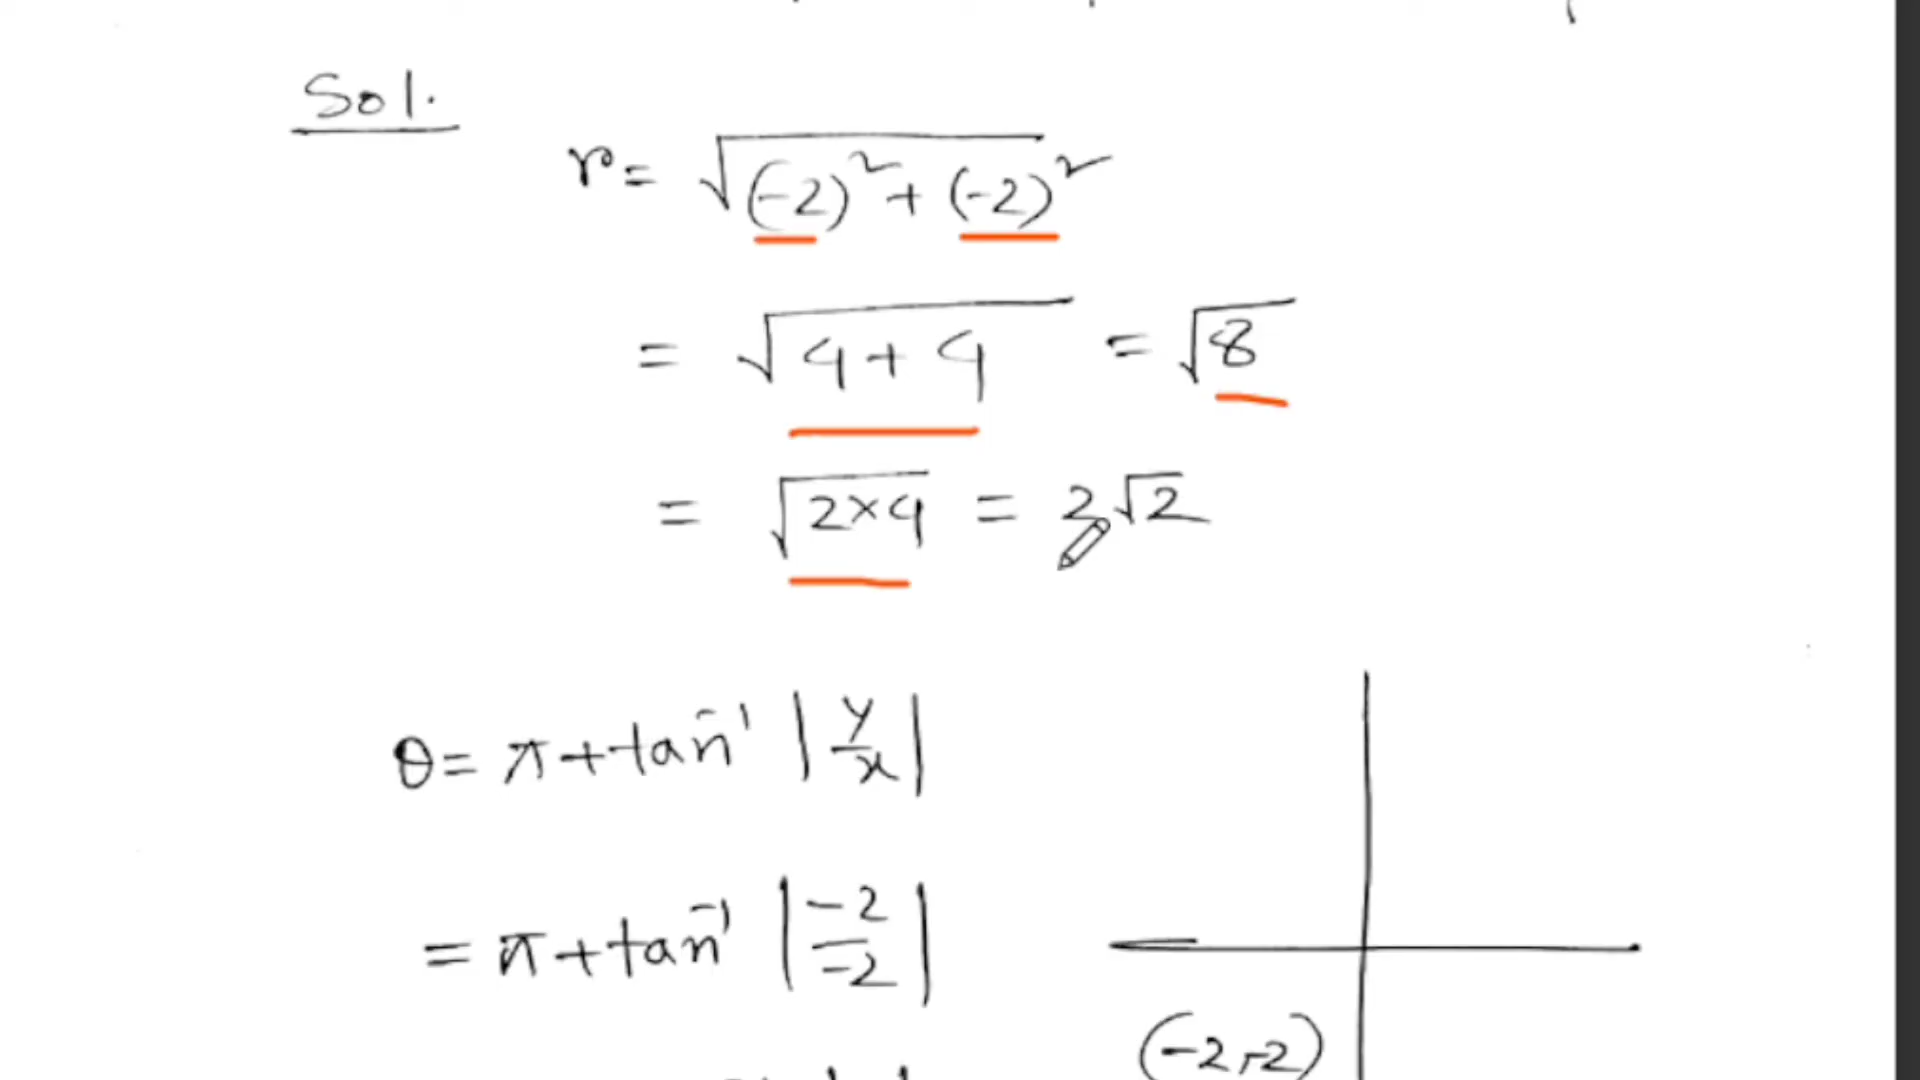 Sol.
r = √(-2)² + (-2)²
= √4+4 = √8
= √2×4 = 2√2
θ = π + tan⁻¹ |y/x|
= π + tan⁻¹ |-2/-2|
(-2,-2)